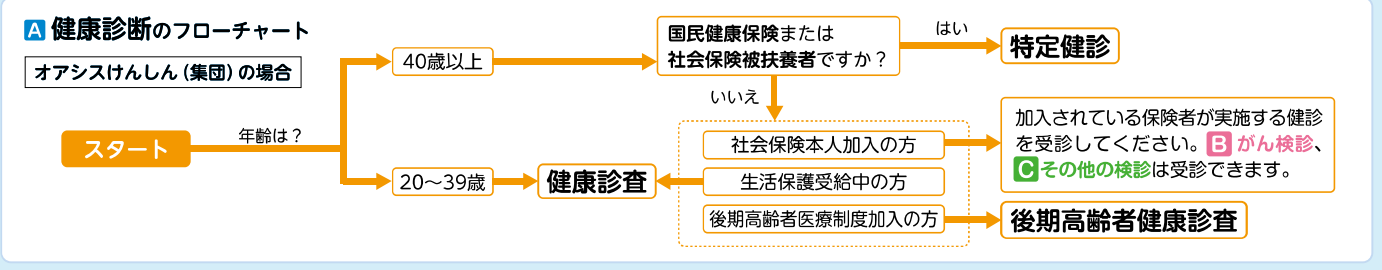 A 健康診断のフローチャート
オアシスけんしん（集団）の場合
スタート
年齢は？
40歳以上
国民健康保険または
社会保険被扶養者ですか？
はい
特定健診
いいえ
社会保険本人加入の方
加入されている保険者が実施する健診
を受診してください。B がん検診、
C その他の検診は受診できます。
20～39歳
健康診査
生活保護受給中の方
後期高齢者医療制度加入の方
後期高齢者健康診査